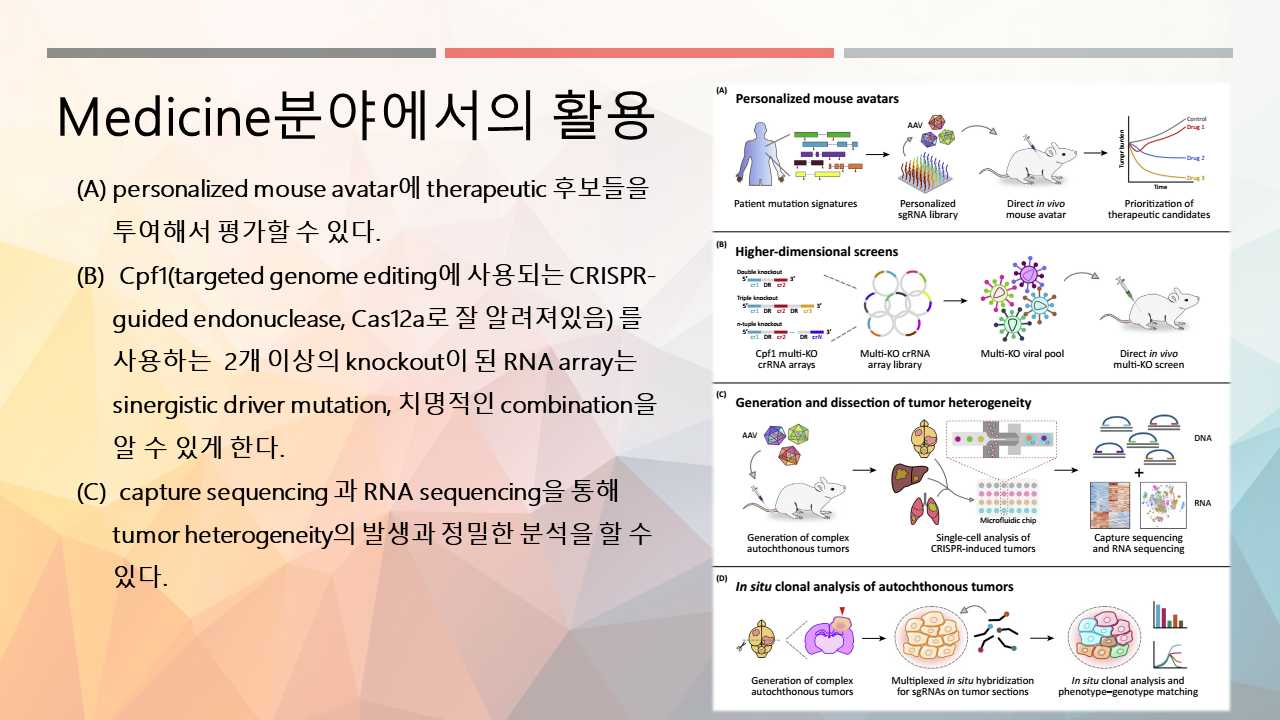 Medicine분야에서의 활용
(A) personalized mouse avatar에 therapeutic 후보들을
투여해서 평가할 수 있다.
(B) Cpf1(targeted genome editing에 사용되는 CRISPR-
guided endonuclease, Cas12a로 잘 알려져있음) 를
사용하는 2개 이상의 knockout이 된 RNA array는
sinergistic driver mutation, 치명적인 combination을
알 수 있게 한다.
(C) capture sequencing 과 RNA sequencing을 통해
tumor heterogeneity의 발생과 정밀한 분석을 할 수
있다.
(A) Personalized mouse avatars
AAV
Tumor burden
Control
Drug 1
Drug 2
Drug 3
Time
Patient mutation signatures
Personalized
sgRNA library
Direct in vivo
mouse avatar
Prioritization of
therapeutic candidates
(B) Higher-dimensional screens
Double knockout
5’ 3’
cr1 DR cr2
Triple knockout
5’ 3’
cr1 DR cr2 DR cr3
n-tuple knockout
5’ ... 3’
cr1 DR cr2 DR crN
Cpf1 multi-KO
crRNA arrays
Multi-KO crRNA
array library
Multi-KO viral pool
Direct in vivo
multi-KO screen
(C) Generation and dissection of tumor heterogeneity
AAV
Microfluidic chip
DNA
+
RNA
Generation of complex
autochthonous tumors
Single-cell analysis of
CRISPR-induced tumors
Capture sequencing
and RNA sequencing
(D) In situ clonal analysis of autochthonous tumors
Generation of complex
autochthonous tumors
Multiplexed in situ hybridization
for sgRNAs on tumor sections
In situ clonal analysis and
phenotype–genotype matching